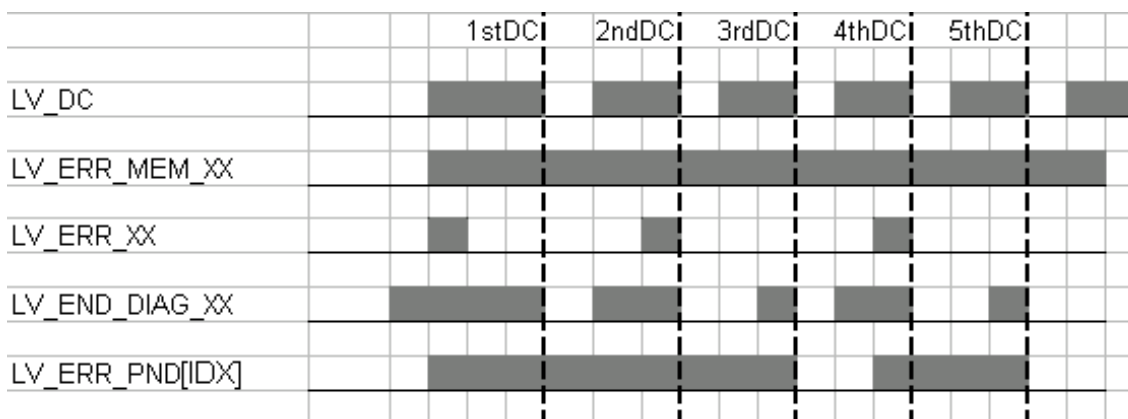 1stDC 2ndDC 3rdDC 4thDC 5thDC
LV_DC
LV_ERR_MEM_XX
LV_ERR_XX
LV_END_DIAG_XX
LV_ERR_PND[IDX]